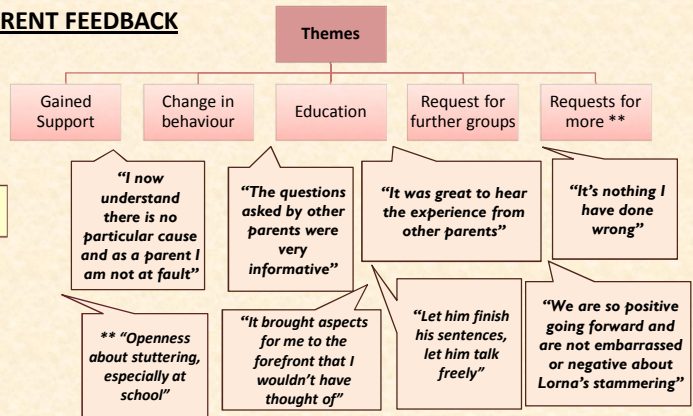 RENT FEEDBACK
Themes
Gained
Support
Change in
behaviour
Education
Request for
further groups
Requests for
more **
“I now
understand
there is no
particular cause
and as a parent I
am not at fault”
“The questions
asked by other
parents were
very
informative”
“It was great to hear
the experience from
other parents”
“It’s nothing I
have done
wrong”
** “Openness
about stuttering,
especially at
school”
“It brought aspects
for me to the
forefront that I
wouldn’t have
thought of”
“Let him finish
his sentences,
let him talk
freely”
“We are so positive
going forward and
are not embarrassed
or negative about
Lorna’s stammering”